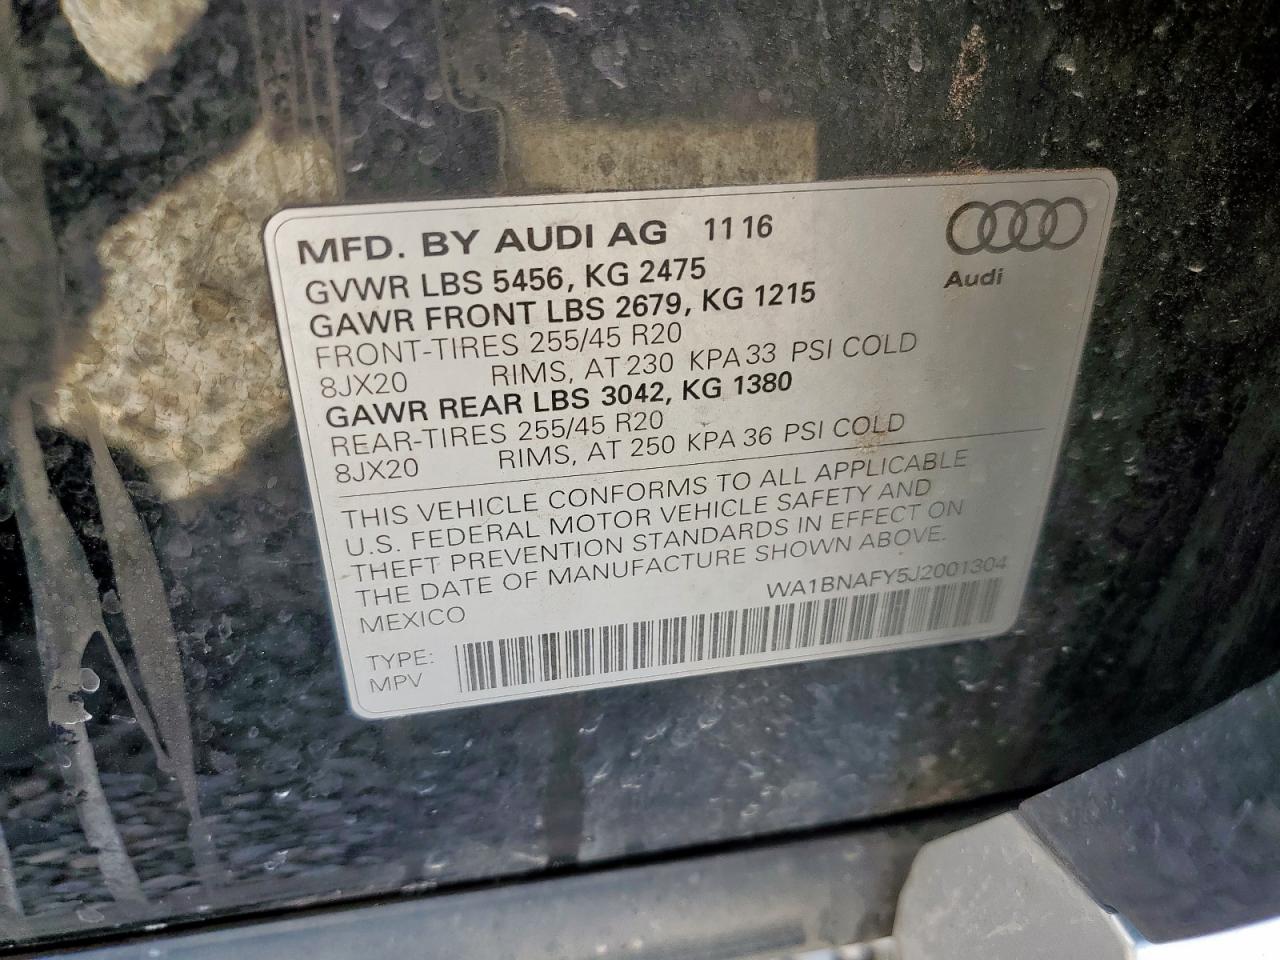 MFD. BY AUDI AG 11 16
Audi
GVWR LBS 5456, KG 2475
GAWR FRONT LBS 2679, KG 1215
FRONT-TIRES 255/45 R20
8JX20 RIMS, AT 230 KPA 33 PSI COLD
GAWR REAR LBS 3042, KG 1380
REAR-TIRES 255/45 R20
8JX20 RIMS, AT 250 KPA 36 PSI COLD
THIS VEHICLE CONFORMS TO ALL APPLICABLE
U.S. FEDERAL MOTOR VEHICLE SAFETY AND
THEFT PREVENTION STANDARDS IN EFFECT ON
THE DATE OF MANUFACTURE SHOWN ABOVE.
MEXICO WA1BNAFY5J2001304
TYPE:
MPV